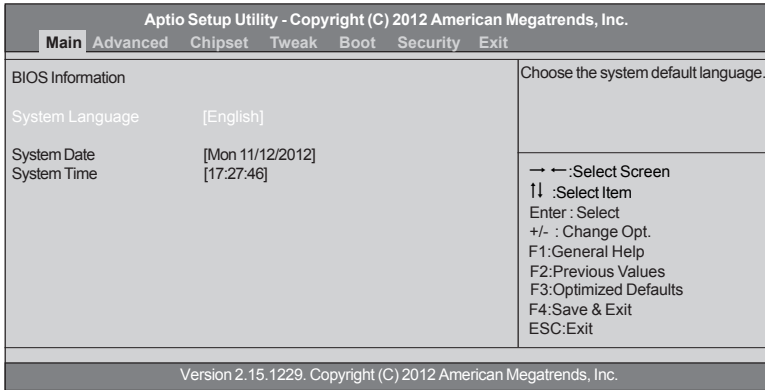 Aptio Setup Utility - Copyright (C) 2012 American Megatrends, Inc.
Main Advanced Chipset Tweak Boot Security Exit
BIOS Information
System Language [English]
System Date [Mon 11/12/2012]
System Time [17:27:46]
Choose the system default language.
→ ←:Select Screen
↑↓ :Select Item
Enter : Select
+/- : Change Opt.
F1:General Help
F2:Previous Values
F3:Optimized Defaults
F4:Save & Exit
ESC:Exit
Version 2.15.1229. Copyright (C) 2012 American Megatrends, Inc.